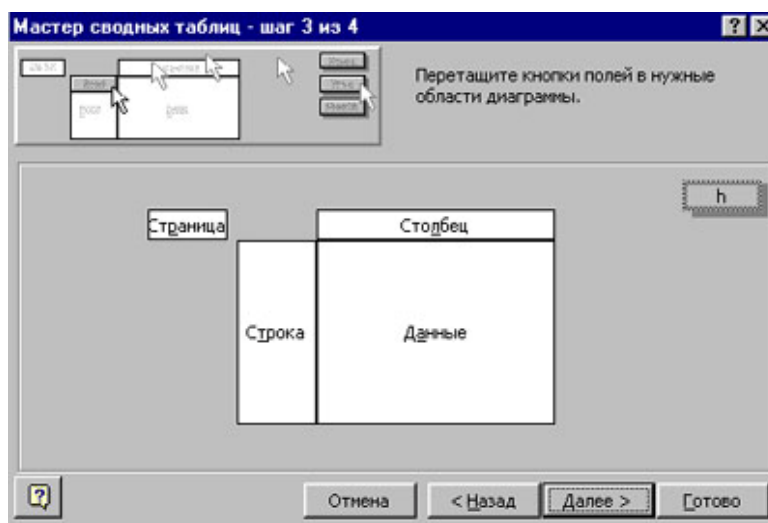 Мастер сводных таблиц - шаг 3 из 4
Перетащите кнопки полей в нужные
области диаграммы.
h
Страница
Столбец
Строка
Данные
Отмена
< Назад
Далее >
Готово